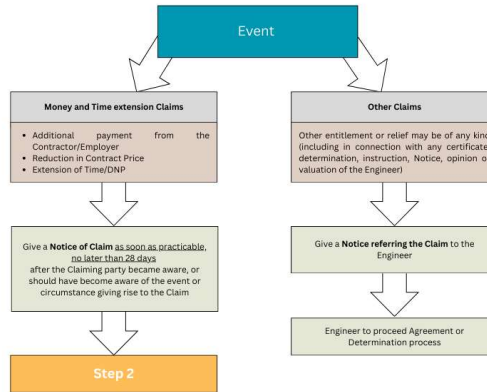 Event
Money and Time extension Claims
• Additional payment from the
Contractor/Employer
• Reduction in Contract Price
• Extension of Time/DNP
Give a Notice of Claim as soon as practicable,
no later than 28 days
after the Claiming party became aware, or
should have become aware of the event or
circumstance giving rise to the Claim
Step 2
Other Claims
Other entitlement or relief may be of any kind
(including in connection with any certificate,
determination, instruction, Notice, opinion o
valuation of the Engineer)
Give a Notice referring the Claim to the
Engineer
Engineer to proceed Agreement or
Determination process